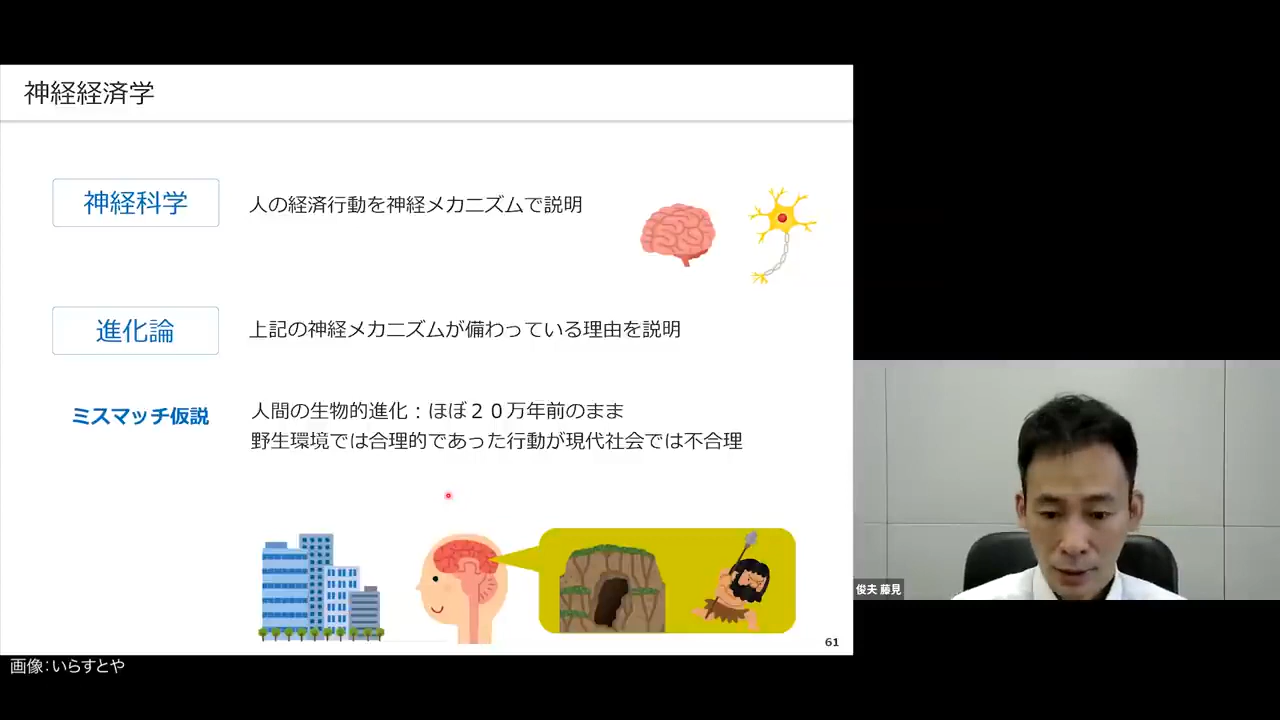 神経経済学
神経科学
人の経済行動を神経メカニズムで説明
進化論
上記の神経メカニズムが備わっている理由を説明
ミスマッチ仮説
人間の生物的進化：ほぼ２０万年前のまま
野生環境では合理的であった行動が現代社会では不合理
俊夫 藤見
61
画像：いらすとや